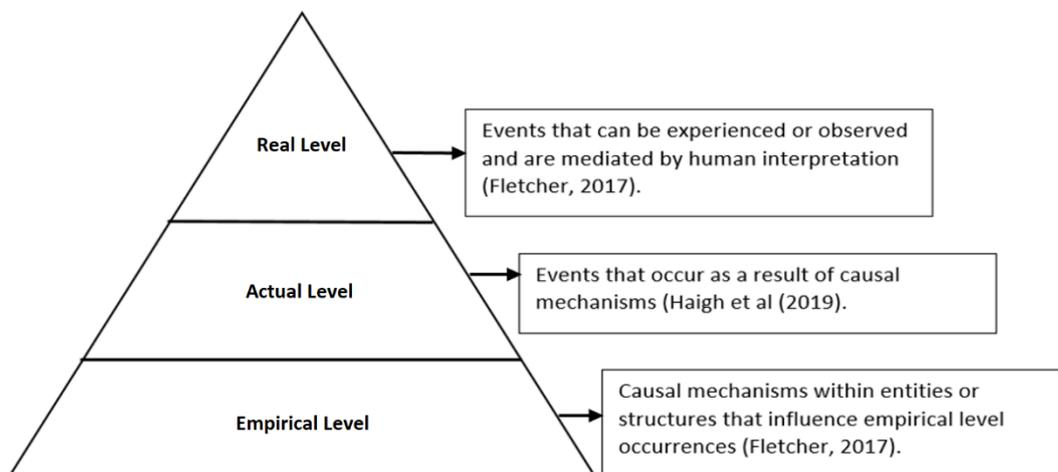 Real Level
Events that can be experienced or observed
and are mediated by human interpretation
(Fletcher, 2017).
Actual Level
Events that occur as a result of causal
mechanisms (Haigh et al (2019).
Empirical Level
Causal mechanisms within entities or
structures that influence empirical level
occurrences (Fletcher, 2017).